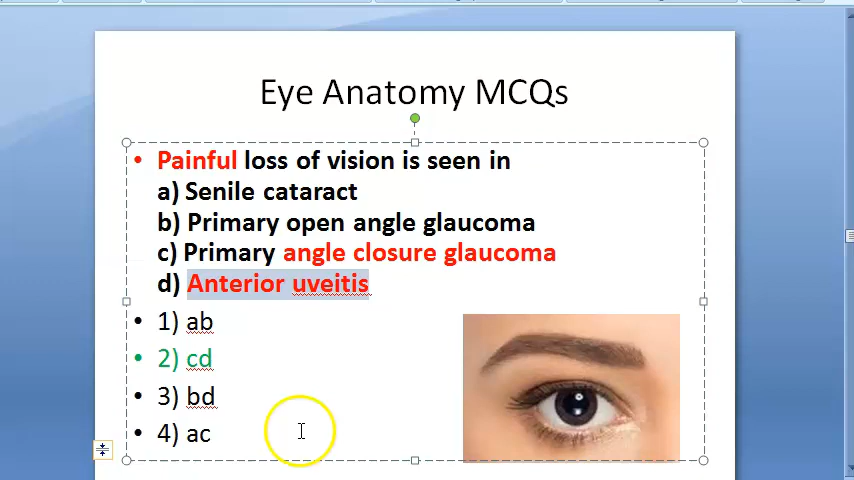 Eye Anatomy MCQs
• Painful loss of vision is seen in
a) Senile cataract
b) Primary open angle glaucoma
c) Primary angle closure glaucoma
d) Anterior uveitis
• 1) ab
• 2) cd
• 3) bd
• 4) ac